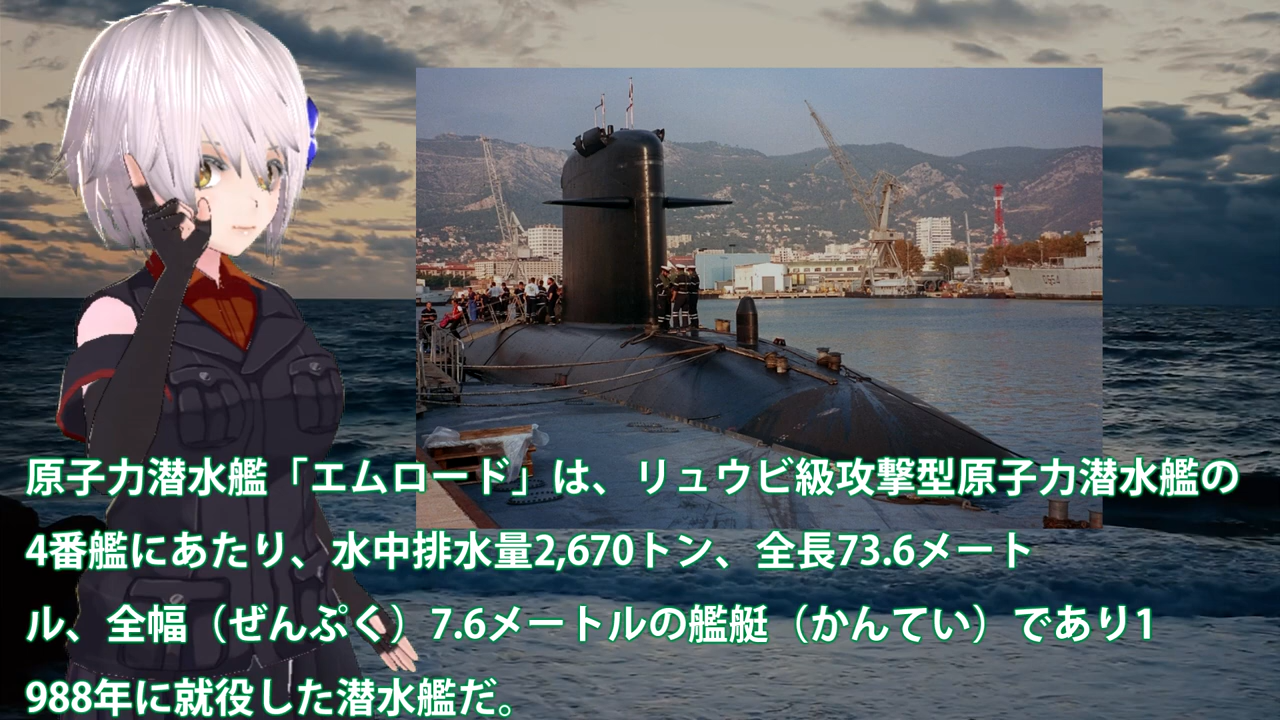 原子力潜水艦「エムロード」は、リュウビ級攻撃型原子力潜水艦の
4番艦にあたり、水中排水量2,670トン、全長73.6メート
ル、全幅（ぜんぷく）7.6メートルの艦艇（かんてい）であり1
988年に就役した潜水艦だ。